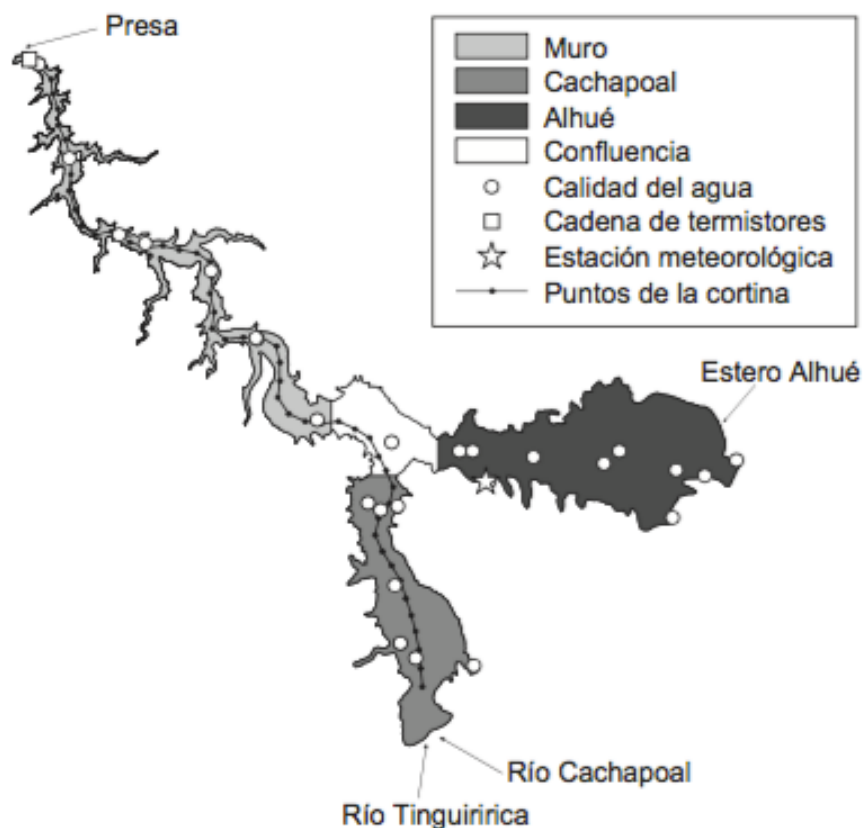 Presa
Muro
Cachapoal
Alhué
Confluencia
Calidad del agua
Cadena de termistores
Estación meteorológica
Puntos de la cortina
Estero Alhué
Río Cachapoal
Río Tinguiririca